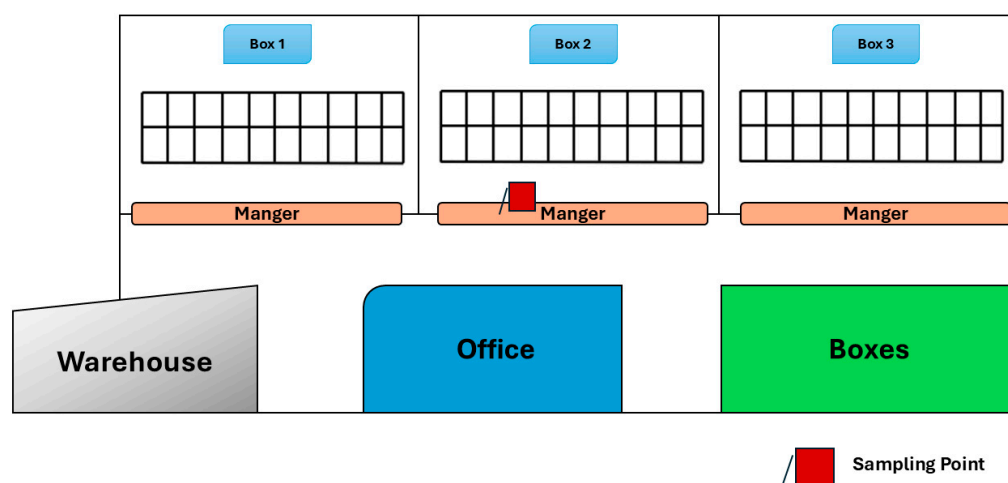 Box 1
Box 2
Box 3
Manger
Manger
Manger
Warehouse
Office
Boxes
Sampling Point